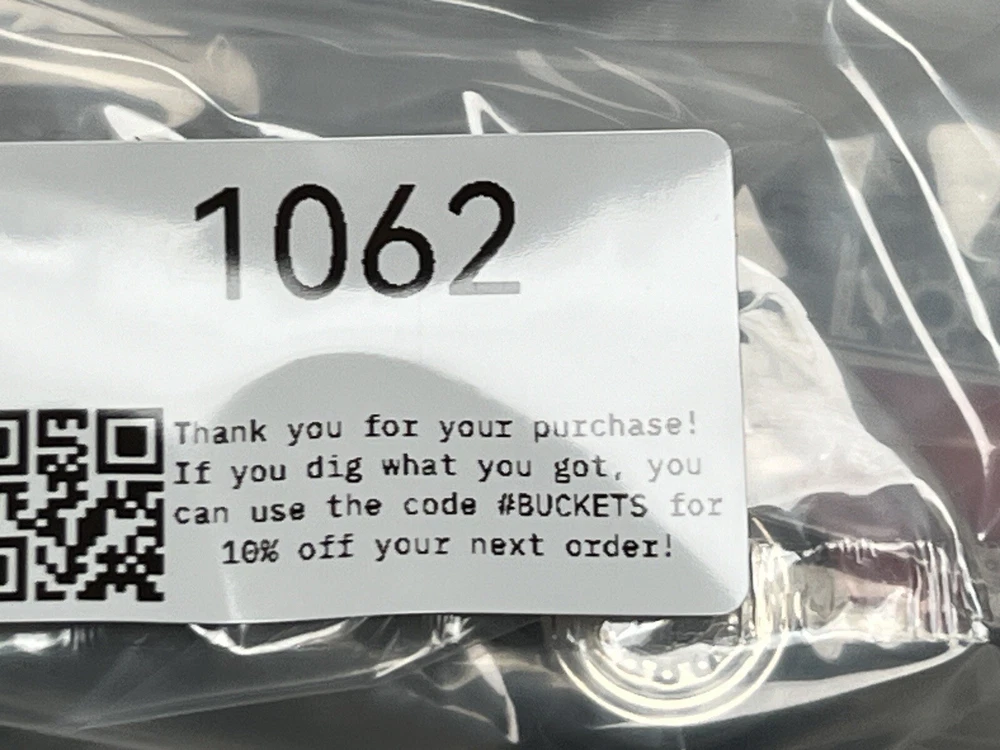 1062
Thank you for your purchase!
If you dig what you got, you
can use the code #BUCKETS for
10% off your next order!